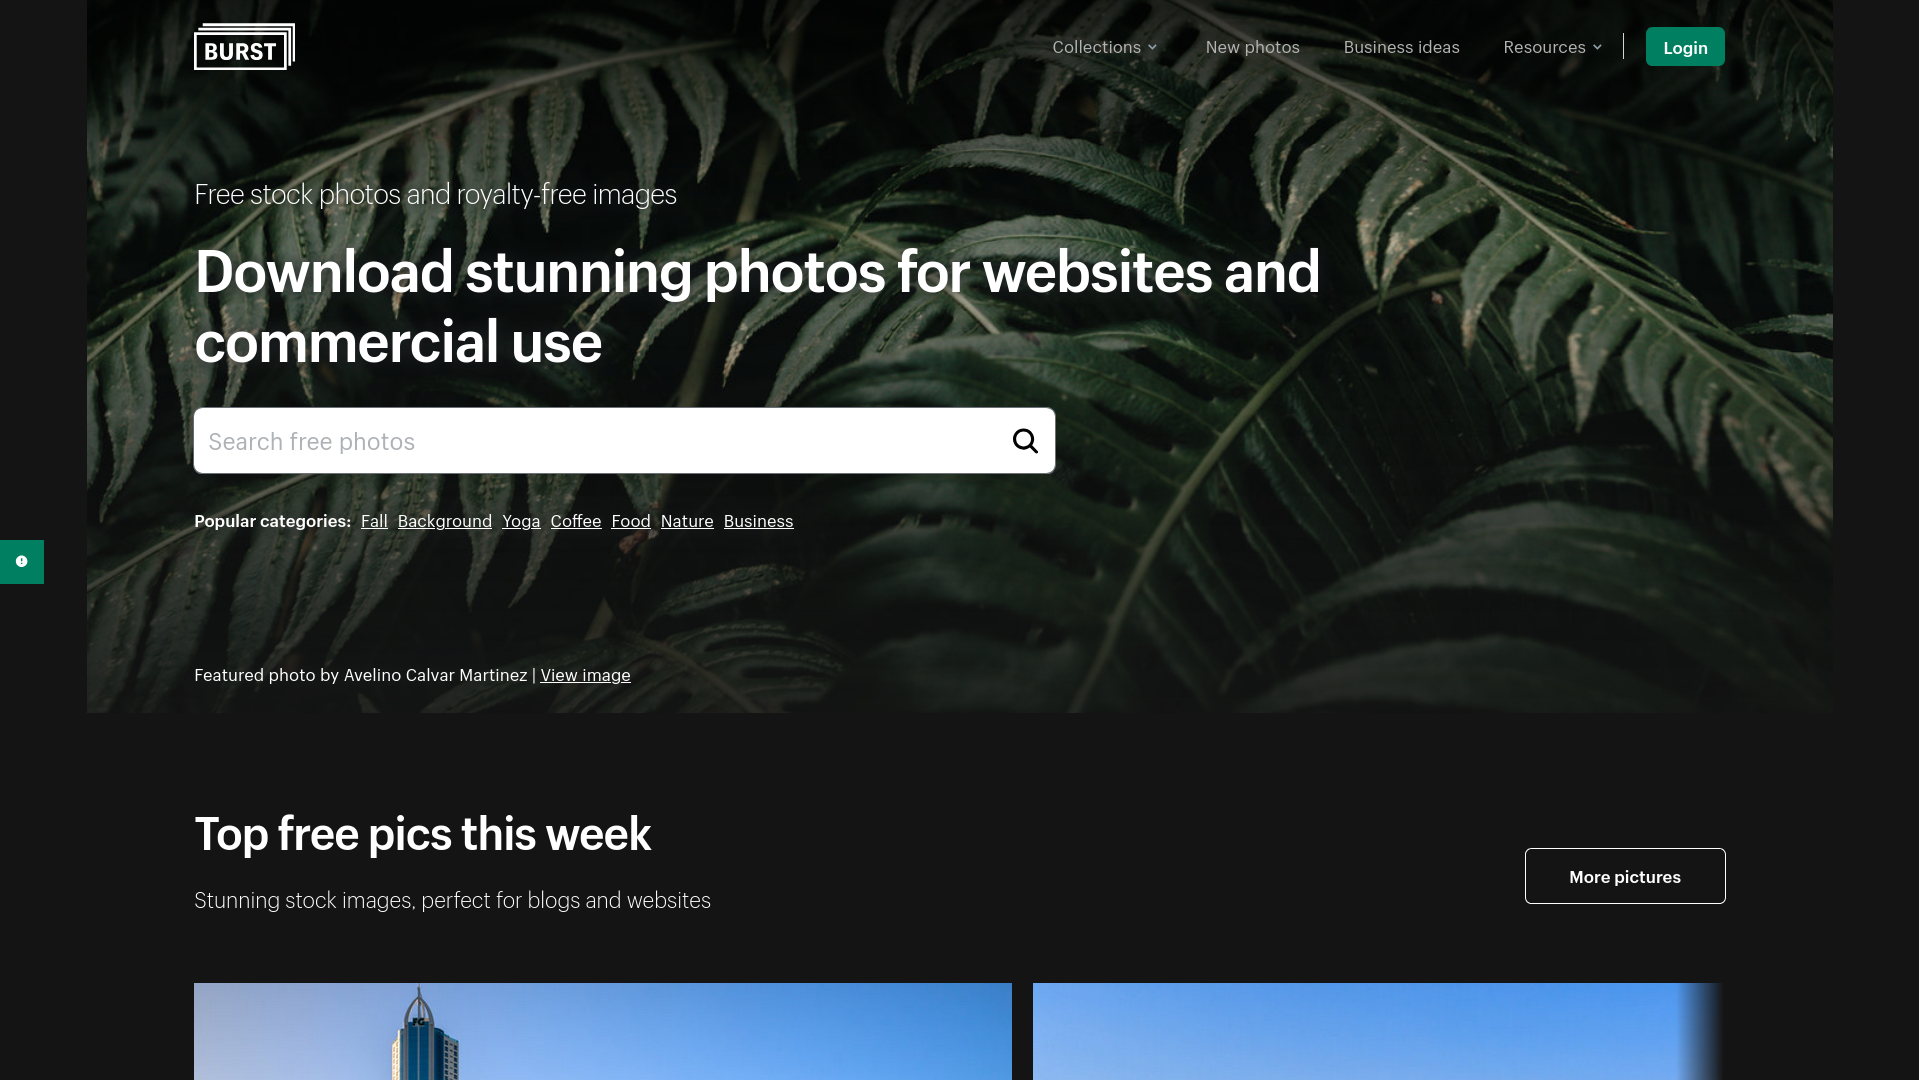 BURST
Collections
New photos
Business ideas
Resources
Login
Free stock photos and royalty-free images
Download stunning photos for websites and
commercial use
Search free photos
Popular categories: Fall Background Yoga Coffee Food Nature Business
Featured photo by Avelino Calvar Martinez | View image
Top free pics this week
More pictures
Stunning stock images, perfect for blogs and websites
FG